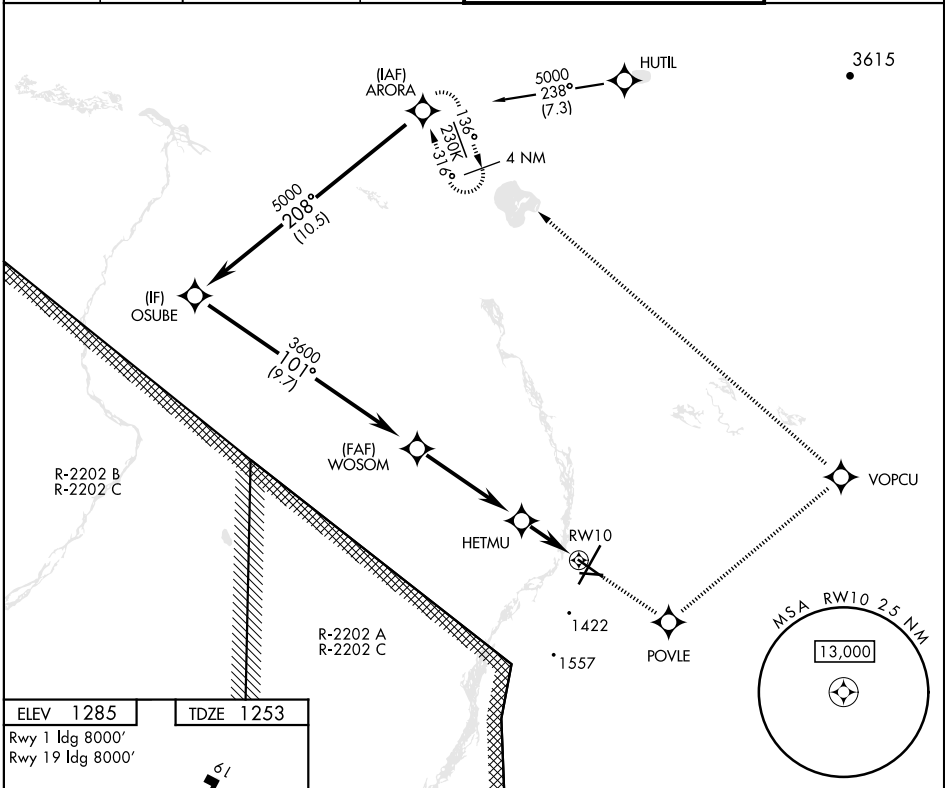 3615
HUTIL
5000
238°
(7.3)
(IAF)
ARORA
136°
230K
316°
4 NM
5000
208°
(10.5)
(IF)
OSUBE
3600
101°
(9.7)
(FAF)
WOSOM
R-2202 B
R-2202 C
VOPCU
HETMU
RW10
1422
1557
POVLE
R-2202 A
R-2202 C
MSA RW10 25 NM
13,000
ELEV 1285
TDZE 1253
Rwy 1 ldg 8000'
Rwy 19 ldg 8000'
19